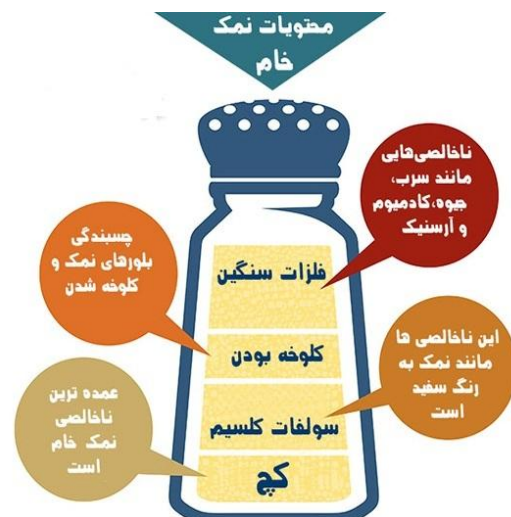 محتویات نمک
خام
ناخالصی‌هایی
مانند سرب،
جیوه،کادمیوم
و آرسنیک
فلزات سنگین
چسبندگی
بلورهای نمک و
کلوخه شدن
کلوخه بودن
این ناخالصی ها
مانند نمک به
رنگ سفید
است
سولفات کلسیم
عمده ترین
ناخالصی
نمک خام
است
کچ